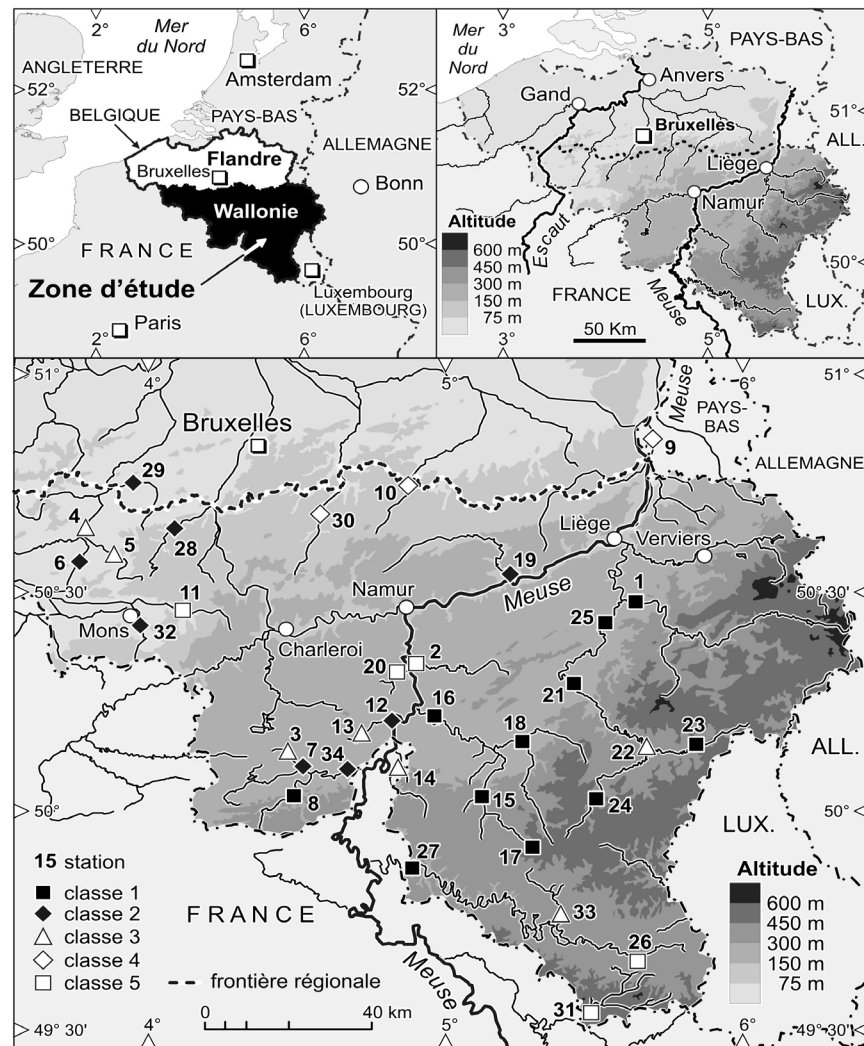 2°
6°
Mer
du Nord
ANGLETERRE
52°
Amsterdam
52°
BELGIQUE
PAYS-BAS
ALLEMAGNE
Bruxelles
Flandre
Bonn
Wallonie
50°
50°
FRANCE
Zone d'étude
Luxembourg
(LUXEMBOURG)
Paris
2°
6°
3°
5°
Mer
du Nord
PAYS-BAS
Anvers
Gand
51°
Bruxelles
ALL.
Liège
Namur
Altitude
600 m
450 m
300 m
150 m
75 m
Escaut
50°
FRANCE
Meuse
LUX.
50 Km
3°
5°
51°
4°
5°
6°
51°
Meuse
PAYS-
BAS
Bruxelles
9
ALLEMAGNE
29
10
4
30
5
28
Liège
Verviers
6
19
50° 30'
11
Namur
Meuse
1
50° 30'
Mons
32
Charleroi
25
2
20
21
16
12
13
18
23
3
7
34
22
ALL.
14
8
15
24
50°
50°
17
LUX.
27
15 station
classe 1
classe 2
classe 3
classe 4
classe 5
FRANCE
33
Altitude
600 m
450 m
300 m
150 m
75 m
26
frontière régionale
Meuse
31
0
40 km
49° 30'
4°
5°
6°
49° 30'